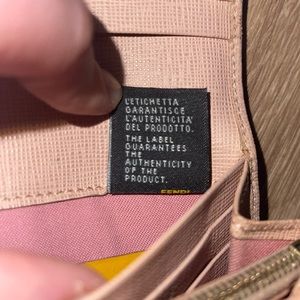 L'ETICHETTA
GARANTISCE
L'AUTENTICITA'
DEL PRODOTTO.
THE LABEL
GUARANTEES
THE
AUTHENTICITY
OF THE
PRODUCT.
FENDI